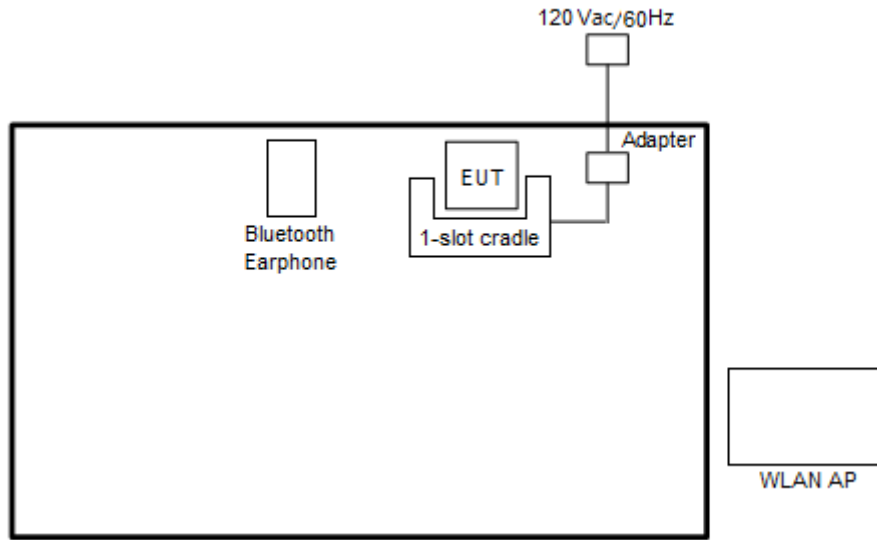 120 Vac/60Hz
Adapter
EUT
1-slot cradle
Bluetooth
Earphone
WLAN AP